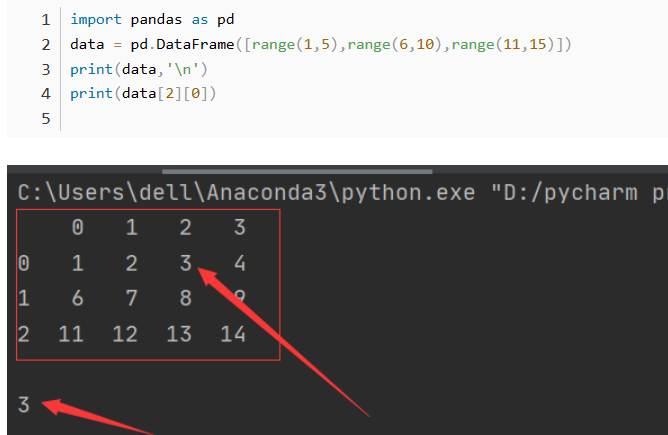 1 import pandas as pd
2 data = pd.DataFrame([range(1,5),range(6,10),range(11,15)])
3 print(data,'\n')
4 print(data[2][0])
5
C:\Users\dell\Anaconda3\python.exe "D:/pycharm
0 1 2 3
0 1 2 3 4
1 6 7 8 9
2 11 12 13 14
3